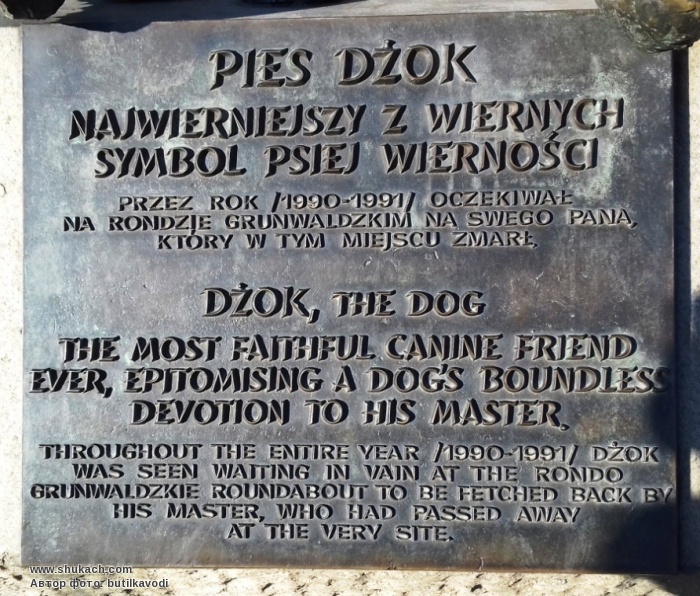 PIES DŻOK
NAJWIERNIEJSZY Z WIERNYCH
SYMBOL PSIEJ WIERNOŚCI
PRZEZ ROK /1990-1991/ OCZEKIWAŁ
NA RONDZIE GRUNWALDZKIM NA SWEGO PANA,
KTÓRY W TYM MIEJSCU ZMARŁ.
DŻOK, THE DOG
THE MOST FAITHFUL CANINE FRIEND
EVER, EPITOMISING A DOG'S BOUNDLESS
DEVOTION TO HIS MASTER.
THROUGHOUT THE ENTIRE YEAR /1990-1991/ DŻOK
WAS SEEN WAITING IN VAIN AT THE RONDO
GRUNWALDZKIE ROUNDABOUT TO BE FETCHED BACK BY
HIS MASTER, WHO HAD PASSED AWAY
AT THE VERY SITE.
www.shukach.com
Автор фото: butilkavodi